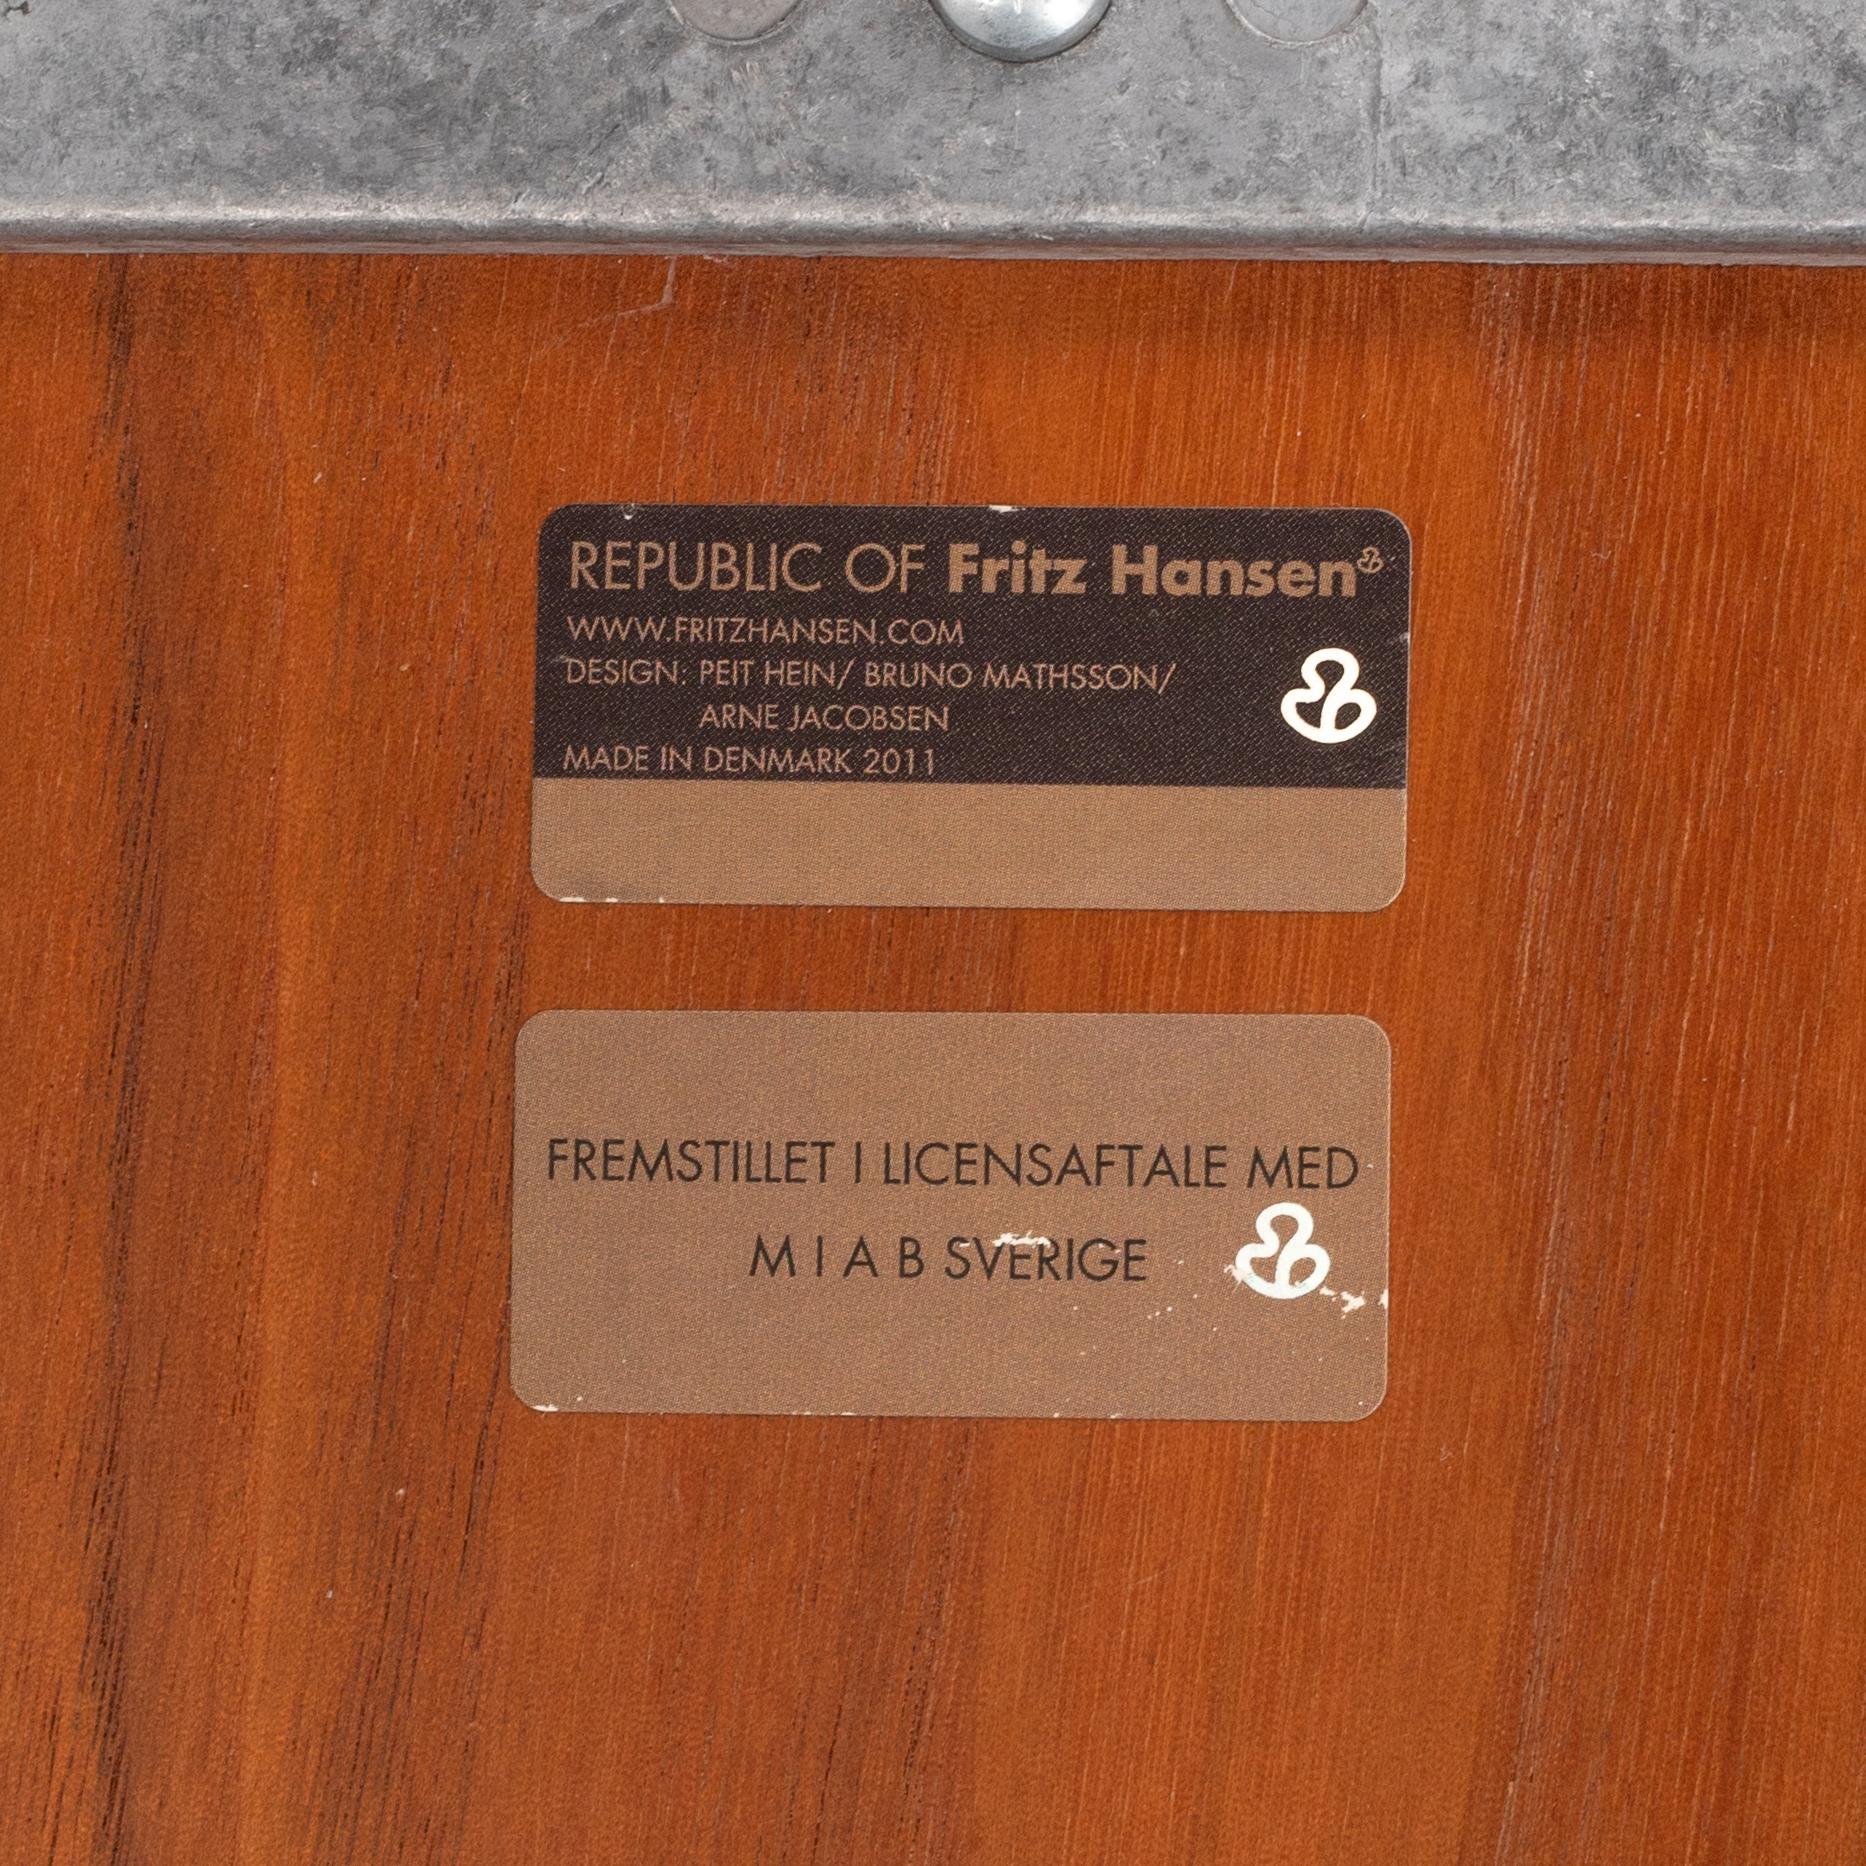 REPUBLIC OF Fritz Hansen
WWW.FRITZHANSEN.COM
DESIGN: PEIT HEIN/ BRUNO MATHSSON/
ARNE JACOBSEN
MADE IN DENMARK 2011
FREMSTILLET I LICENSAFTALE MED
M I A B SVERIGE